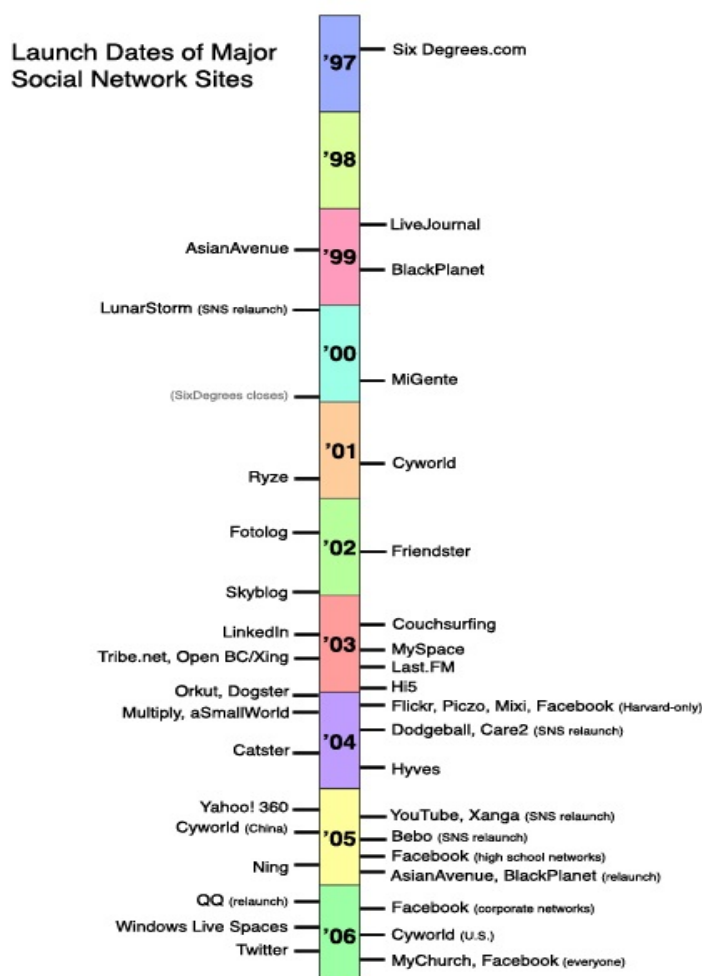 Launch Dates of Major
Social Network Sites
'97
Six Degrees.com
'98
'99
LiveJournal
AsianAvenue
BlackPlanet
LunarStorm (SNS relaunch)
'00
MiGente
(SixDegrees closes)
'01
Cyworld
Ryze
'02
Fotolog
Friendster
Skyblog
'03
Couchsurfing
LinkedIn
MySpace
Tribe.net, Open BC/Xing
Last.FM
Hi5
Orkut, Dogster
Flickr, Piczo, Mixi, Facebook (Harvard-only)
Multiply, aSmallWorld
'04
Dodgeball, Care2 (SNS relaunch)
Catster
Hyves
Yahoo! 360
YouTube, Xanga (SNS relaunch)
Cyworld (China)
'05
Bebo (SNS relaunch)
Facebook (high school networks)
Ning
AsianAvenue, BlackPlanet (relaunch)
QQ (relaunch)
Facebook (corporate networks)
Windows Live Spaces
'06
Cyworld (U.S.)
Twitter
MyChurch, Facebook (everyone)